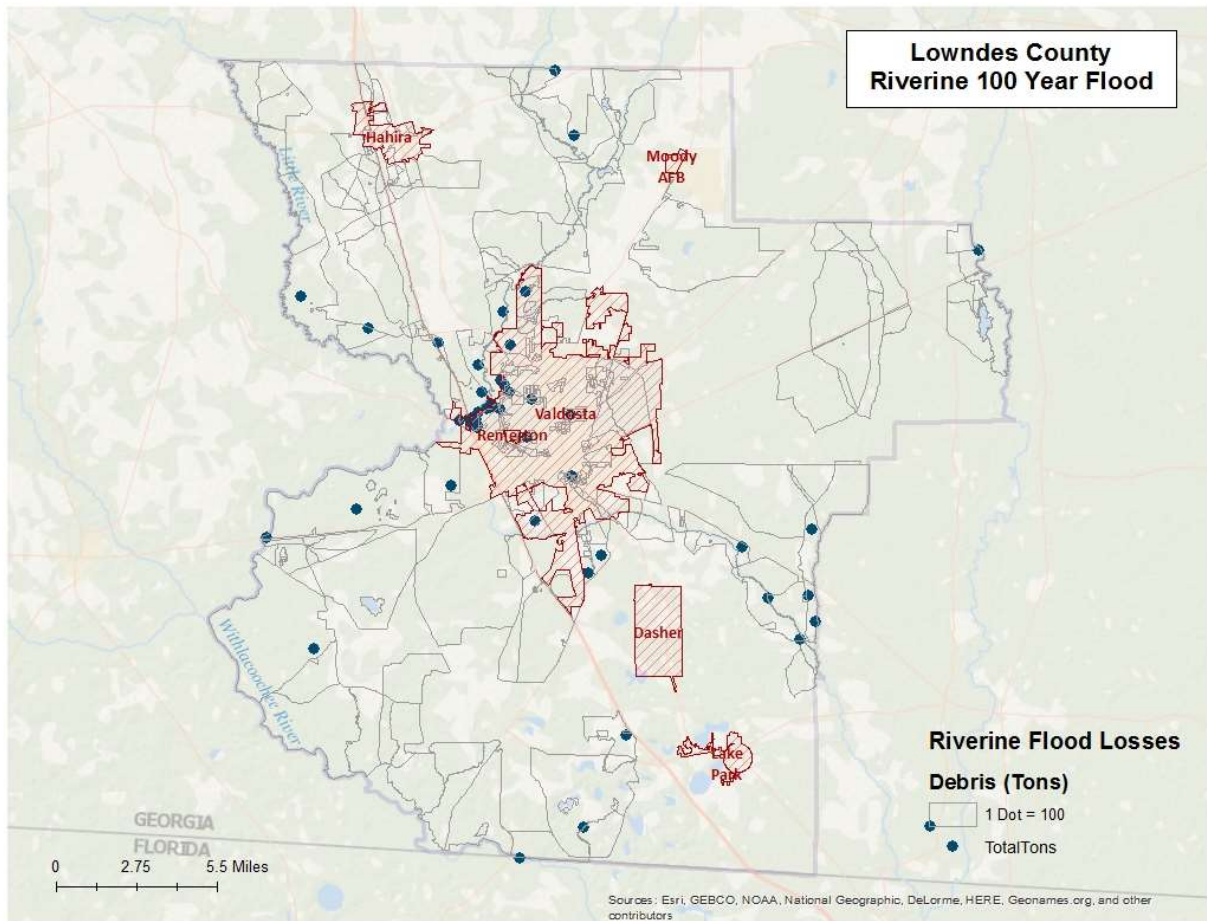 Lowndes County
Riverine 100 Year Flood
Hahira
Little River
Moody
AFB
Valdosta
Remerton
Dasher
Withlacoochee River
Lake
Park
GEORGIA
FLORIDA
0 2.75 5.5 Miles
Riverine Flood Losses
Debris (Tons)
1 Dot = 100
TotalTons
Sources: Esri, GEBCO, NOAA, National Geographic, DeLorme, HERE, Geonames.org, and other
contributors